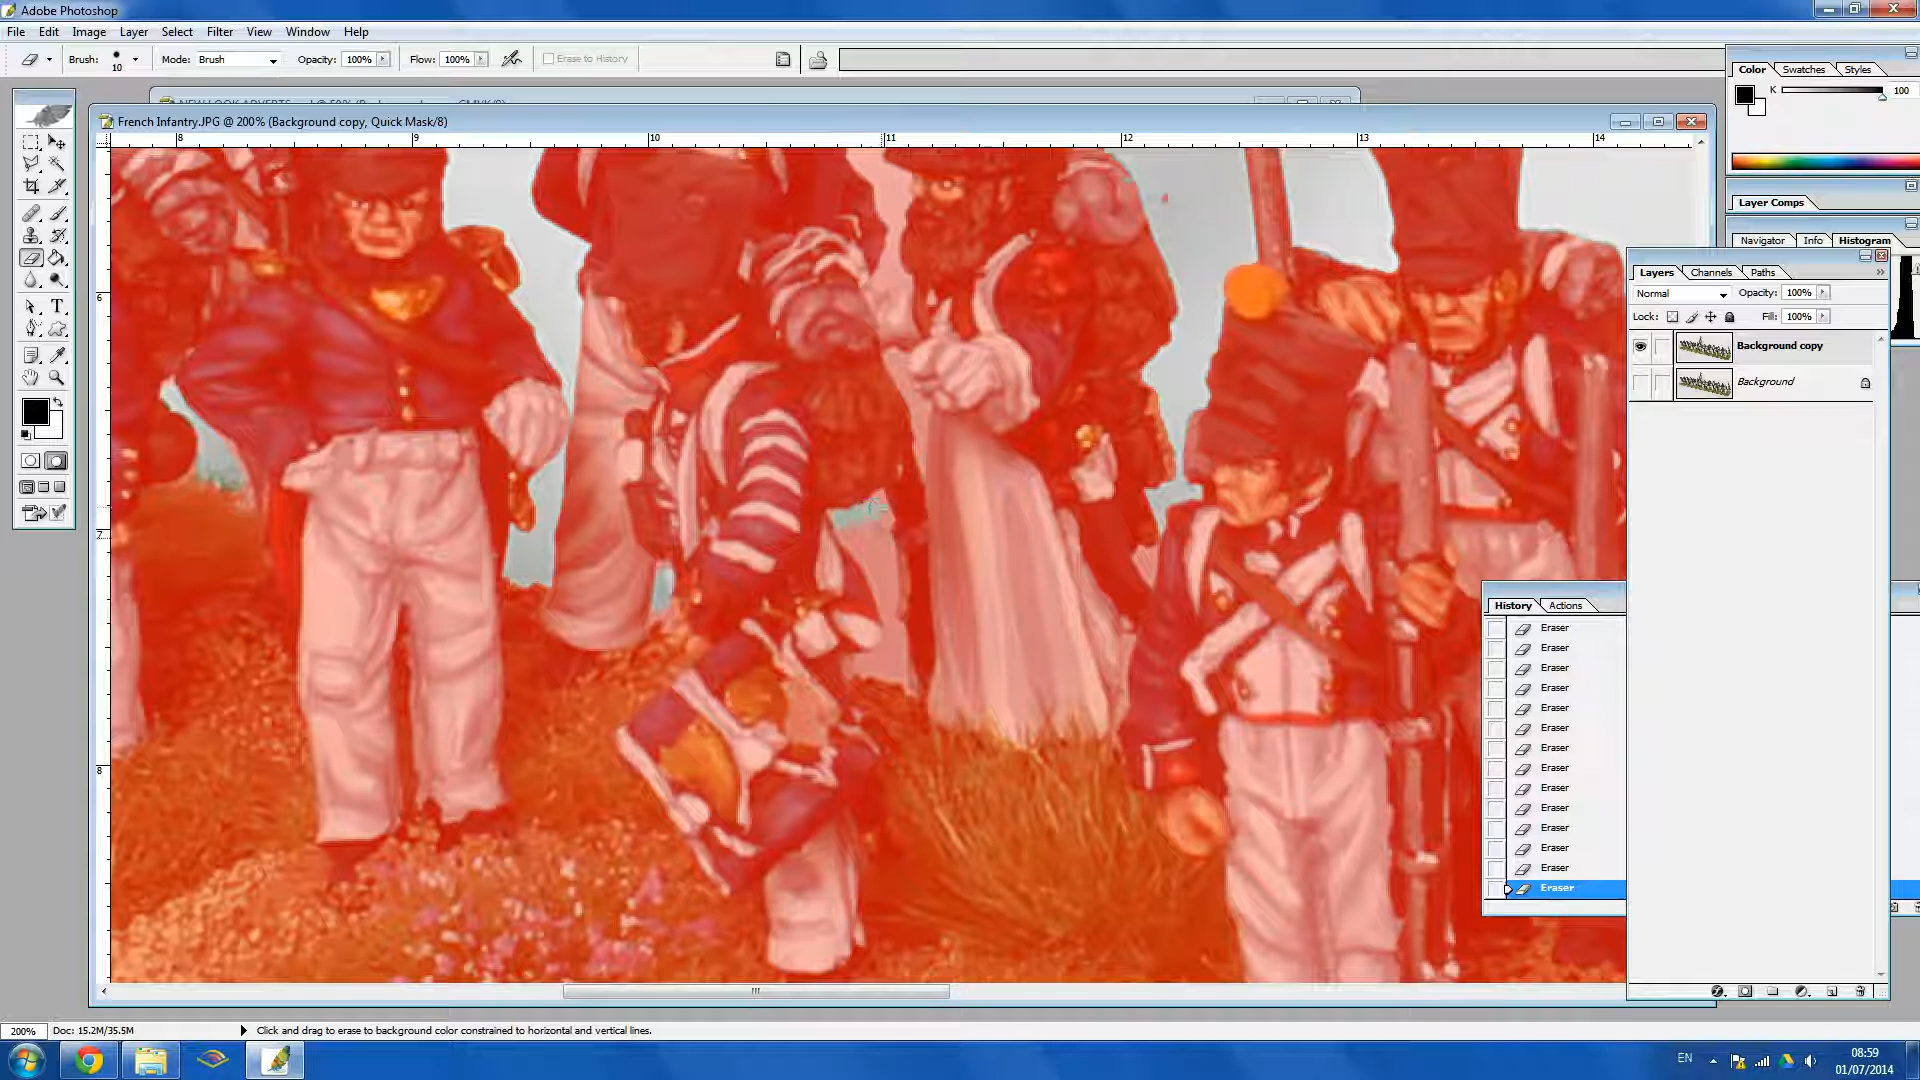 Adobe Photoshop
File Edit Image Layer Select Filter View Window Help
Brush: 10 Mode: Brush Opacity: 100% Flow: 100% Erase to History
Color Swatches Styles
K 100
French Infantry.JPG @ 200% (Background copy, Quick Mask/8)
8 9 10 11 12 13 14
6
7
8
Layer Comps
Navigator Info Histogram
Layers Channels Paths
Normal Opacity: 100%
Lock: Fill: 100%
Background copy
Background
History Actions
Eraser
Eraser
Eraser
Eraser
Eraser
Eraser
Eraser
Eraser
Eraser
Eraser
Eraser
Eraser
Eraser
Eraser
200% Doc: 15.2M/35.5M Click and drag to erase to background color constrained to horizontal and vertical lines.
EN
08:59
01/07/2014